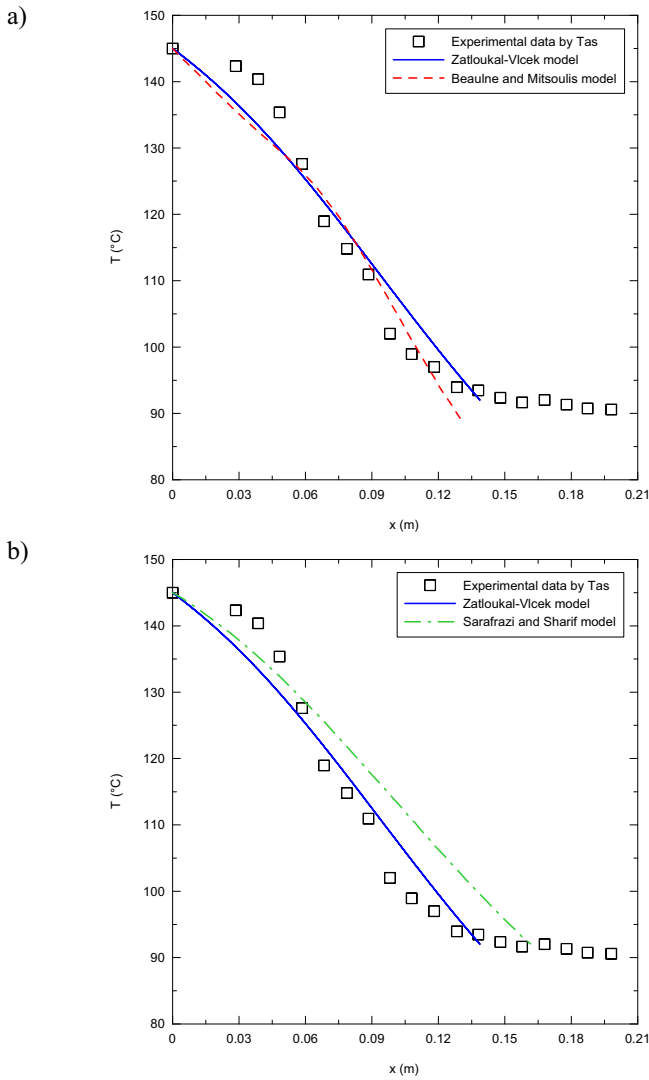 a)
150
140
130
120
110
100
90
80
T (°C)
0 0.03 0.06 0.09 0.12 0.15 0.18 0.21
x (m)
Experimental data by Tas
Zatloukal-Vlcek model
Beaulne and Mitsoulis model
b)
150
140
130
120
110
100
90
80
T (°C)
0 0.03 0.06 0.09 0.12 0.15 0.18 0.21
x (m)
Experimental data by Tas
Zatloukal-Vlcek model
Sarafrazi and Sharif model